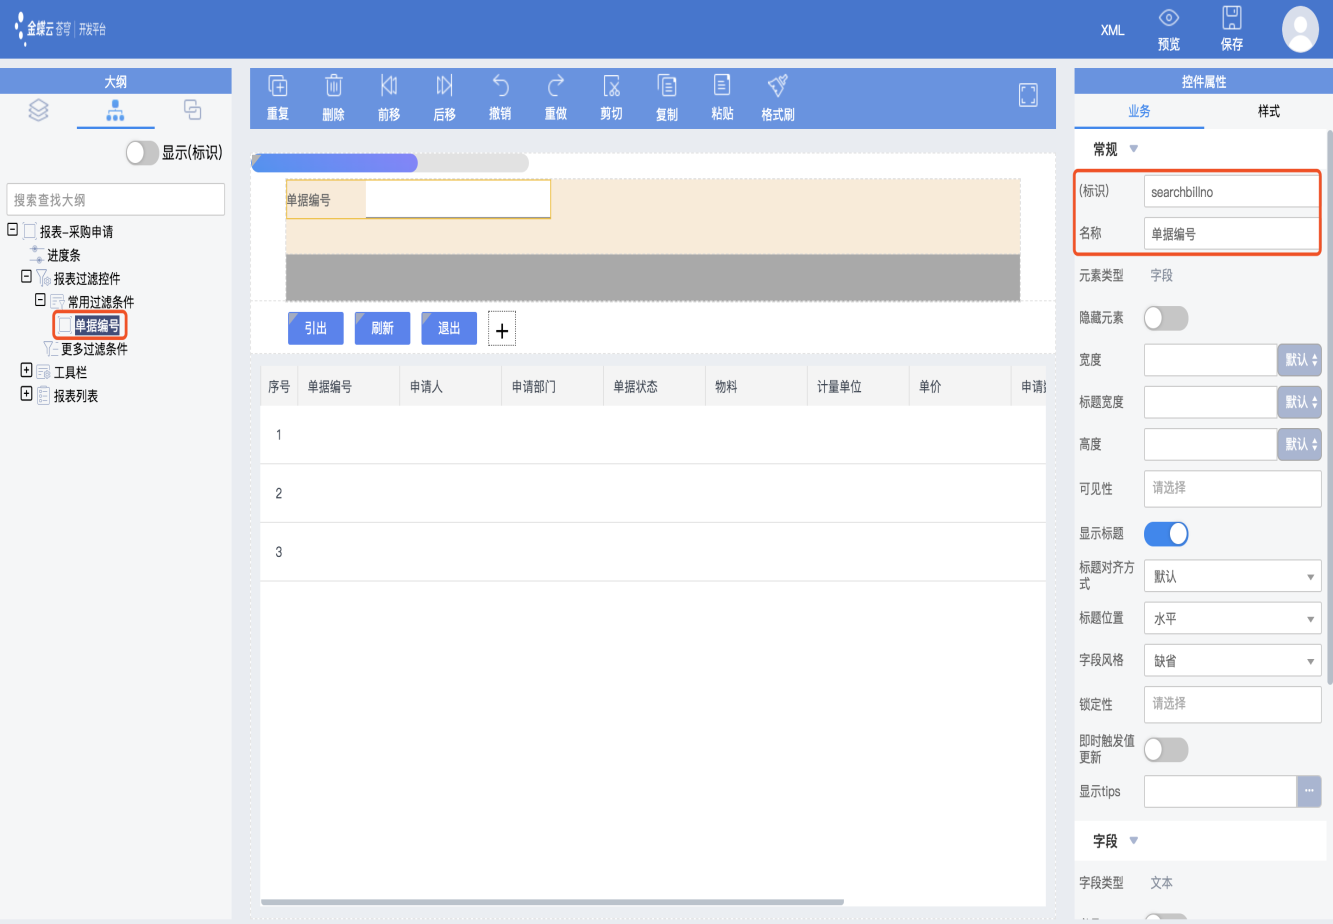 金蝶云 苍穹 | 开发平台
XML
预览
保存
大纲
显示(标识)
搜索查找大纲
报表-采购申请
进度条
报表过滤控件
常用过滤条件
单据编号
更多过滤条件
工具栏
报表列表
重复
删除
前移
后移
撤销
重做
剪切
复制
粘贴
格式刷
单据编号
引出
刷新
退出
+
序号 单据编号 申请人 申请部门 单据状态 物料 计量单位 单价
1
2
3
控件属性
业务 样式
常规
(标识) searchbillno
名称 单据编号
元素类型 字段
隐藏元素
宽度 默认
标题宽度 默认
高度 默认
可见性 请选择
显示标题
标题对齐方
式
默认
标题位置 水平
字段风格 缺省
锁定性 请选择
即时触发值
更新
显示tips ...
字段
字段类型 文本